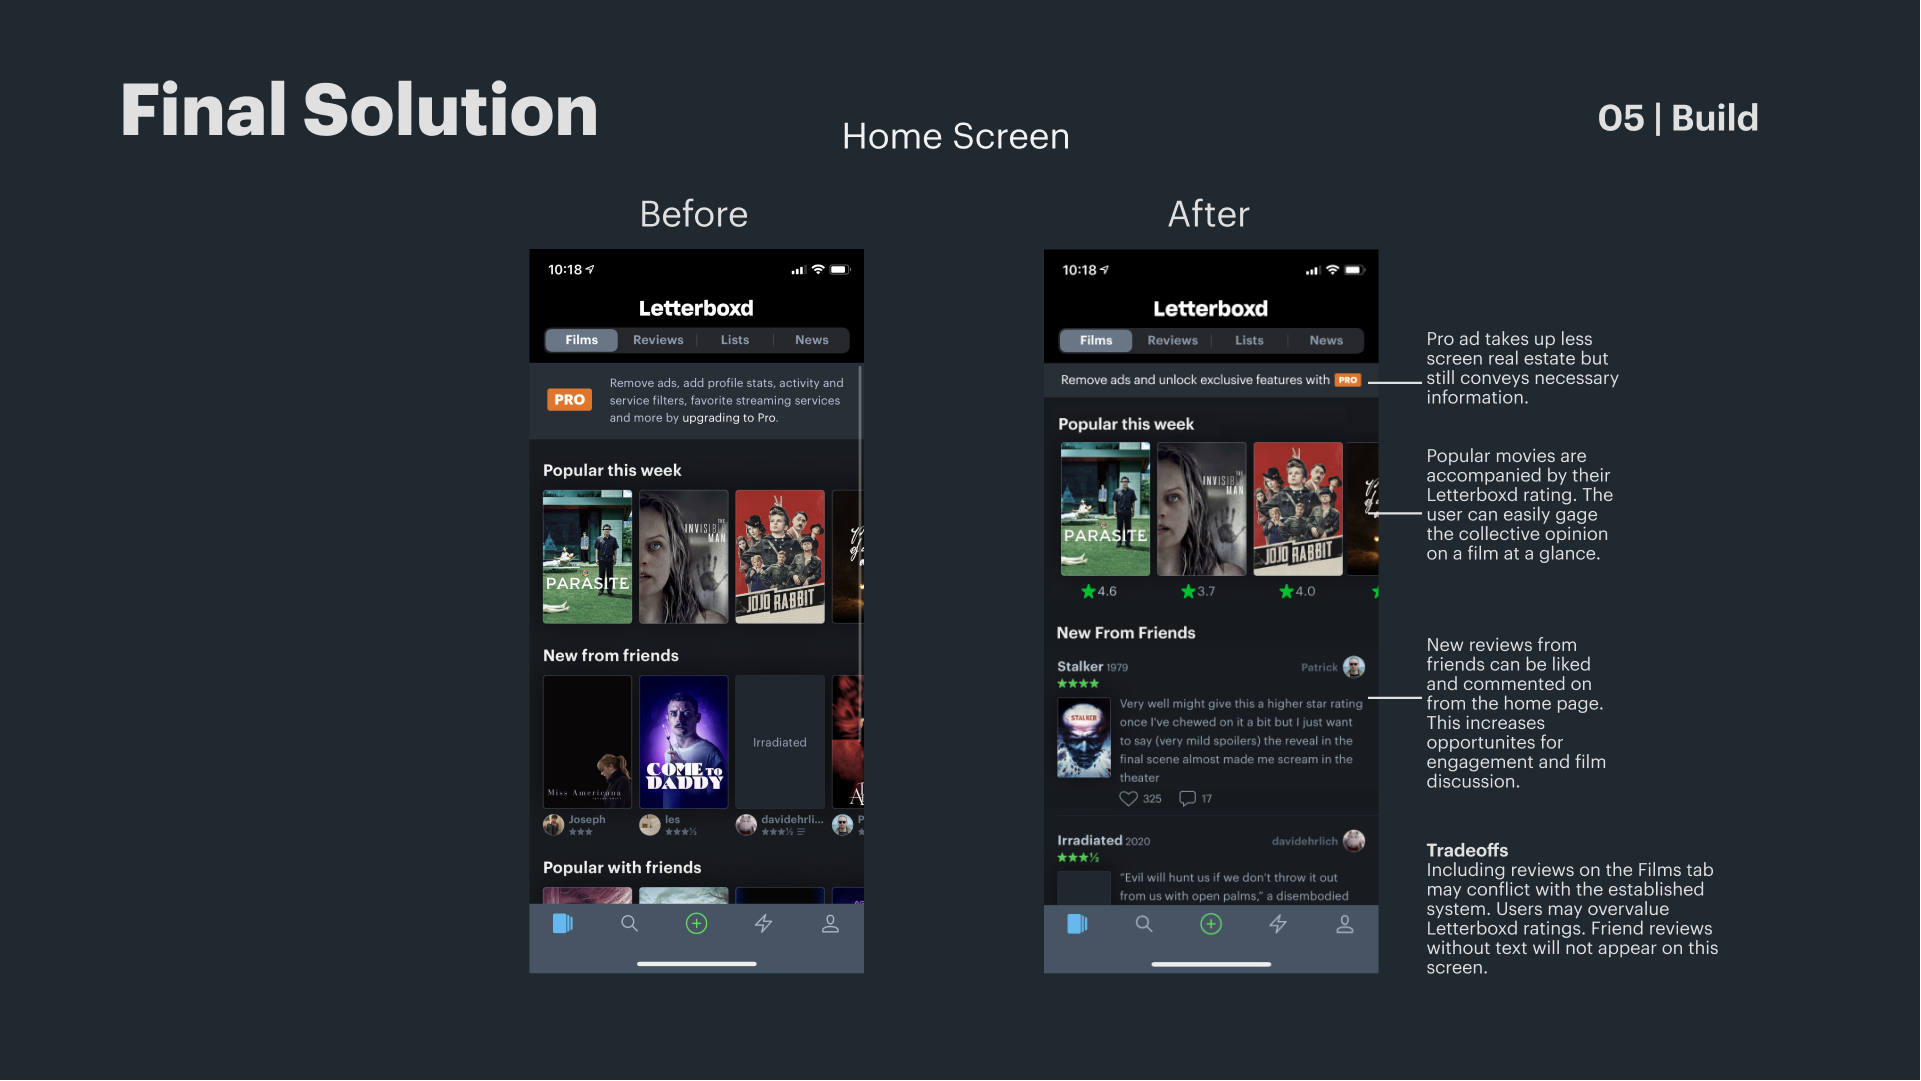 Final Solution
Home Screen
05 | Build
Before
10:18
Letterboxd
Films
Reviews
Lists
News
PRO
Remove ads, add profile stats, activity and
service filters, favorite streaming services
and more by upgrading to Pro.
Popular this week
PARASITE
THE
INVISIBLE
MAN
JOJO RABBIT
New from friends
Miss Americana
COME TO
DADDY
Irradiated
Joseph
★★★
les
★★★½
davidehrli...
★★★½
P
Popular with friends
After
10:18
Letterboxd
Films
Reviews
Lists
News
Remove ads and unlock exclusive features with PRO
Popular this week
PARASITE
THE
INVISIBLE
MAN
JOJO RABBIT
★4.6
★3.7
★4.0
New From Friends
Stalker 1979
Patrick
★★★★
STALKER
Very well might give this a higher star rating
once I've chewed on it a bit but I just want
to say (very mild spoilers) the reveal in the
final scene almost made me scream in the
theater
325
17
Irradiated 2020
davidehrlich
★★★½
“Evil will hunt us if we don’t throw it out
from us with open palms,” a disembodied
Pro ad takes up less
screen real estate but
still conveys necessary
information.
Popular movies are
accompanied by their
Letterboxd rating. The
user can easily gage
the collective opinion
on a film at a glance.
New reviews from
friends can be liked
and commented on
from the home page.
This increases
opportunites for
engagement and film
discussion.
Tradeoffs
Including reviews on the Films tab
may conflict with the established
system. Users may overvalue
Letterboxd ratings. Friend reviews
without text will not appear on this
screen.